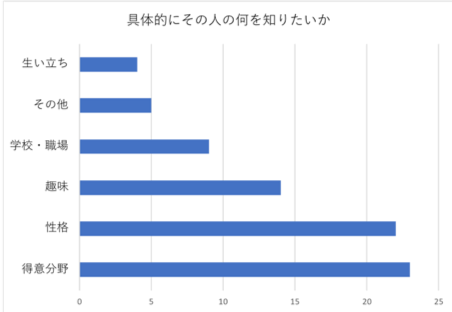 具体的にその人の何を知りたいか
生い立ち
その他
学校・職場
趣味
性格
得意分野
0 5 10 15 20 25